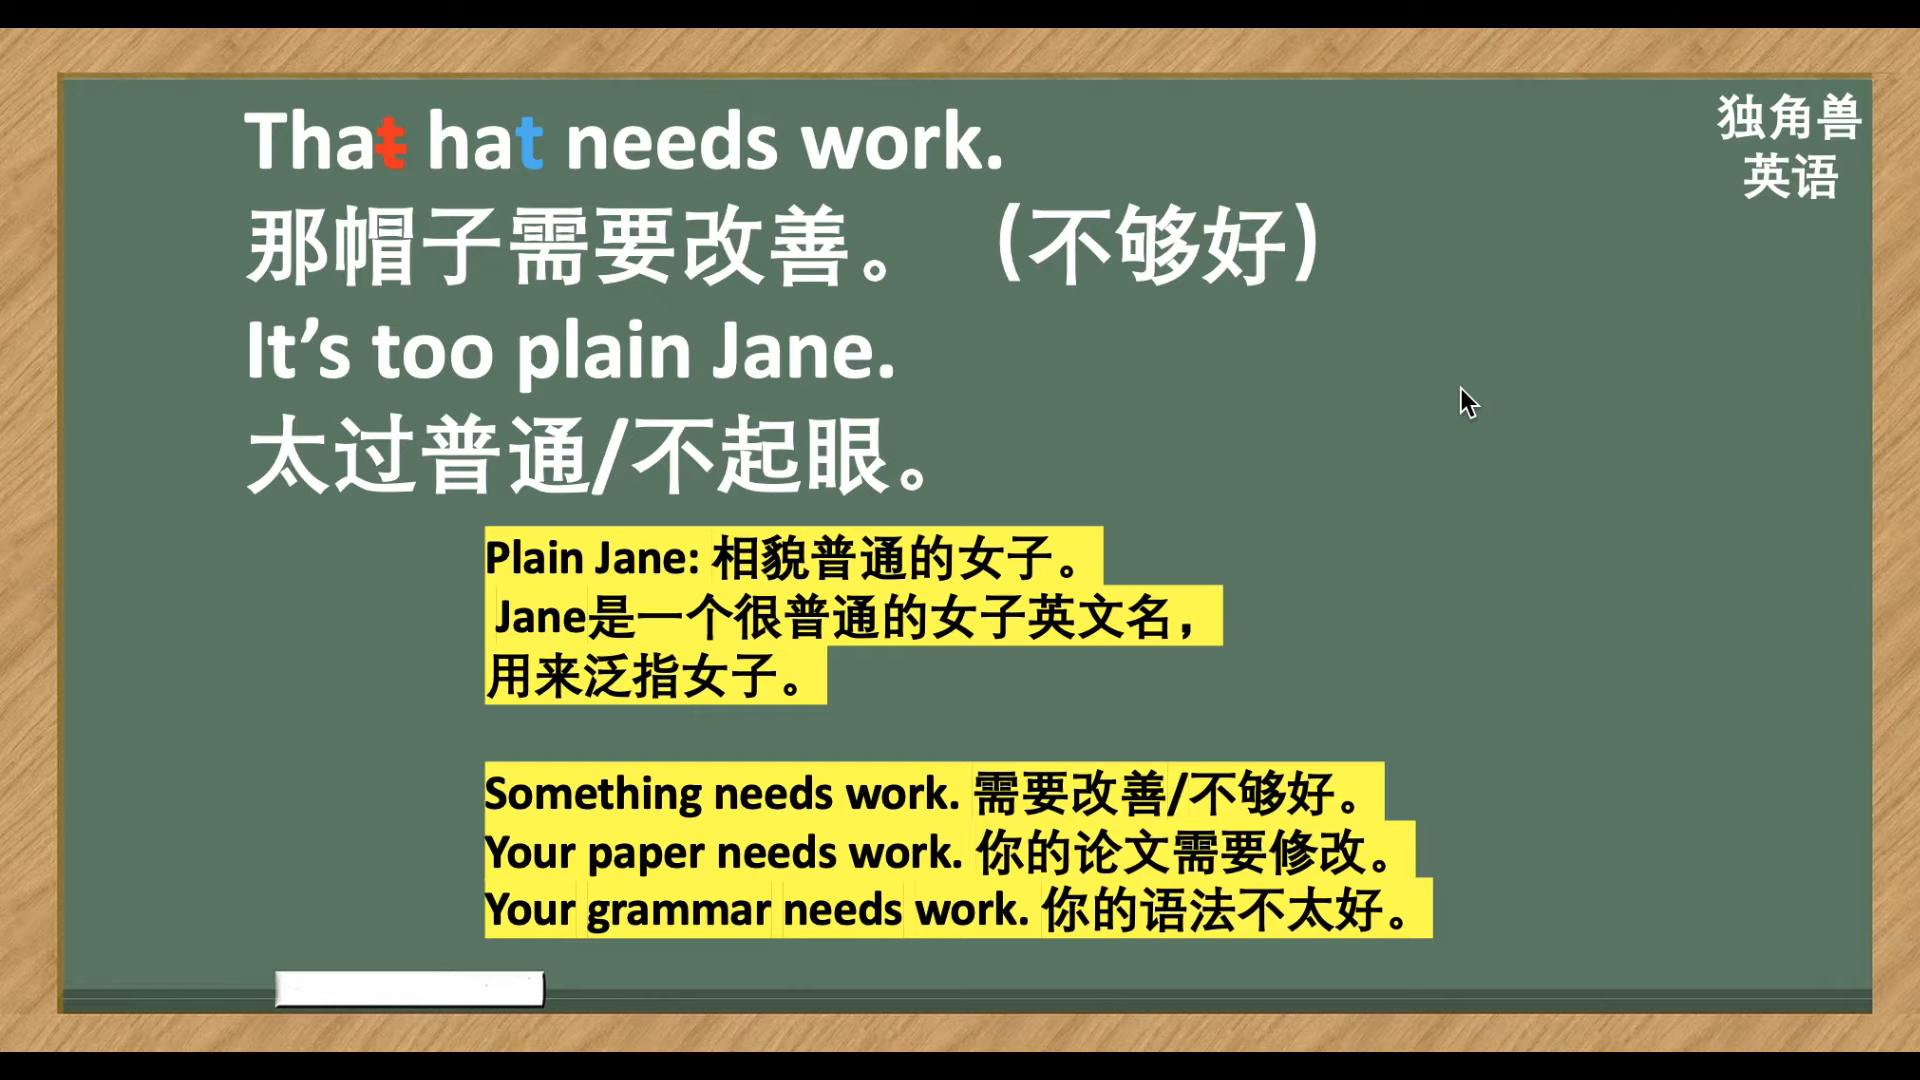 That hat needs work.
那帽子需要改善。（不够好）
It’s too plain Jane.
太过普通/不起眼。
Plain Jane: 相貌普通的女子。
Jane是一个很普通的女子英文名，
用来泛指女子。
Something needs work. 需要改善/不够好。
Your paper needs work. 你的论文需要修改。
Your grammar needs work. 你的语法不太好。
独角兽
英语